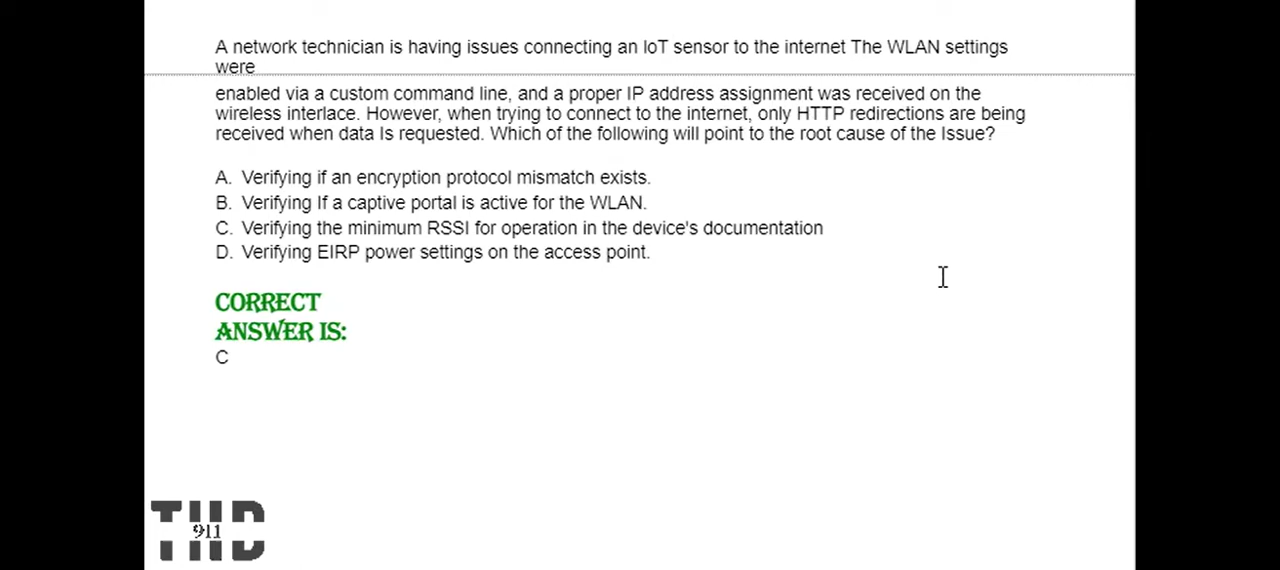 A network technician is having issues connecting an IoT sensor to the internet The WLAN settings
were
enabled via a custom command line, and a proper IP address assignment was received on the
wireless interlace. However, when trying to connect to the internet, only HTTP redirections are being
received when data Is requested. Which of the following will point to the root cause of the Issue?
A. Verifying if an encryption protocol mismatch exists.
B. Verifying If a captive portal is active for the WLAN.
C. Verifying the minimum RSSI for operation in the device's documentation
D. Verifying EIRP power settings on the access point.
CORRECT
ANSWER IS:
C
THD
911